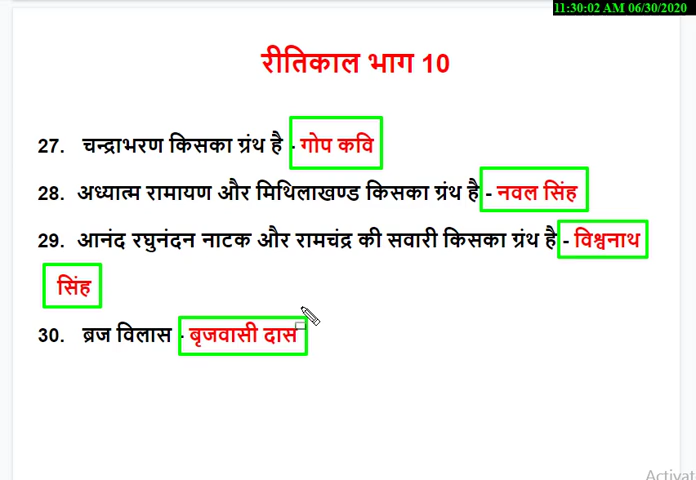 11:30:02 AM 06/30/2020
रीतिकाल भाग 10
27. चन्द्राभरण किसका ग्रंथ है - गोप कवि
28. अध्यात्म रामायण और मिथिलाखण्ड किसका ग्रंथ है - नवल सिंह
29. आनंद रघुनंदन नाटक और रामचंद्र की सवारी किसका ग्रंथ है - विश्वनाथ
सिंह
30. ब्रज विलास - बृजवासी दास
Activat